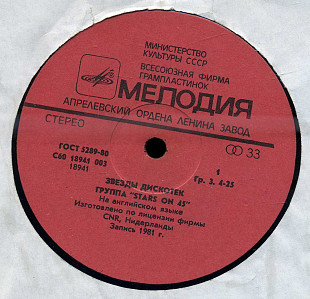 МИНИСТЕРСТВО
КУЛЬТУРЫ СССР
ВСЕСОЮЗНАЯ ФИРМА
ГРАМПЛАСТИНОК
МЕЛОДИЯ
АПРЕЛЕВСКИЙ ОРДЕНА ЛЕНИНА ЗАВОД
СТЕРЕО
33
ГОСТ 5289-80
С60 18941 003
18941
1
Гр. 3. 4-25
ЗВЕЗДЫ ДИСКОТЕК
ГРУППА "STARS ON 45"
На английском языке
Изготовлено по лицензии фирмы
CNR, Нидерланды
Запись 1981 г.